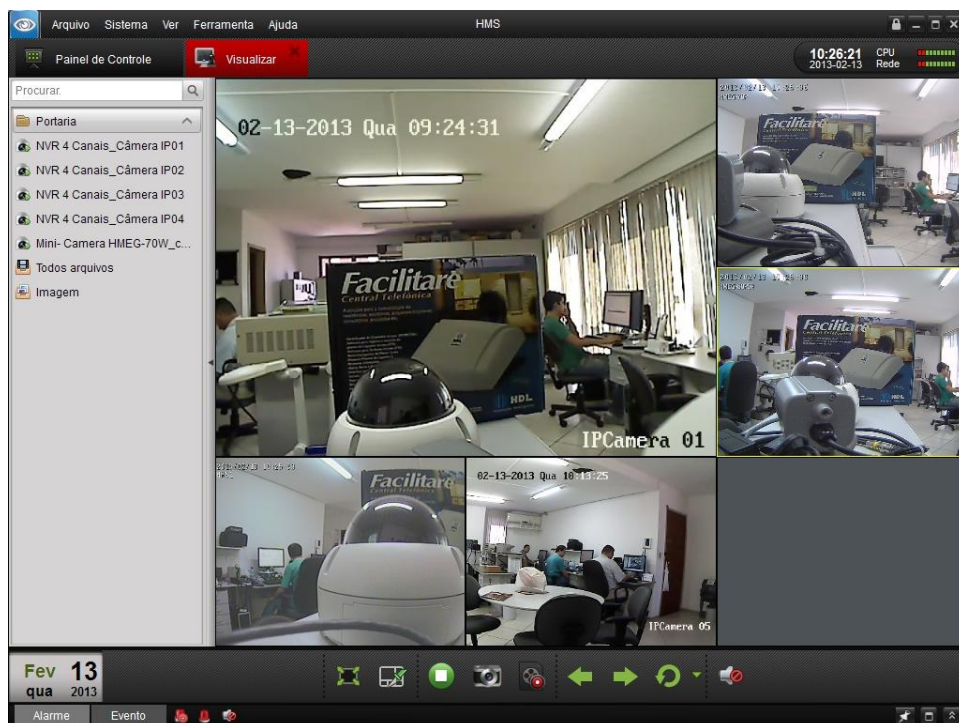 Arquivo Sistema Ver Ferramenta Ajuda HMS
Painel de Controle
Visualizar
10:26:21 CPU
2013-02-13 Rede
Procurar.
Portaria
NVR 4 Canais_Câmera IP01
NVR 4 Canais_Câmera IP02
NVR 4 Canais_Câmera IP03
NVR 4 Canais_Câmera IP04
Mini- Camera HMEG-70W_c...
Todos arquivos
Imagem
02-13-2013 Qua 09:24:31
Facilitare
Central Telefônica
HDL
IPCamera 01
Facilitare
Facilitare
Facilitare
02-13-2013 Qua 10:13:25
IPCamera 05
Fev 13
qua 2013
Alarme Evento